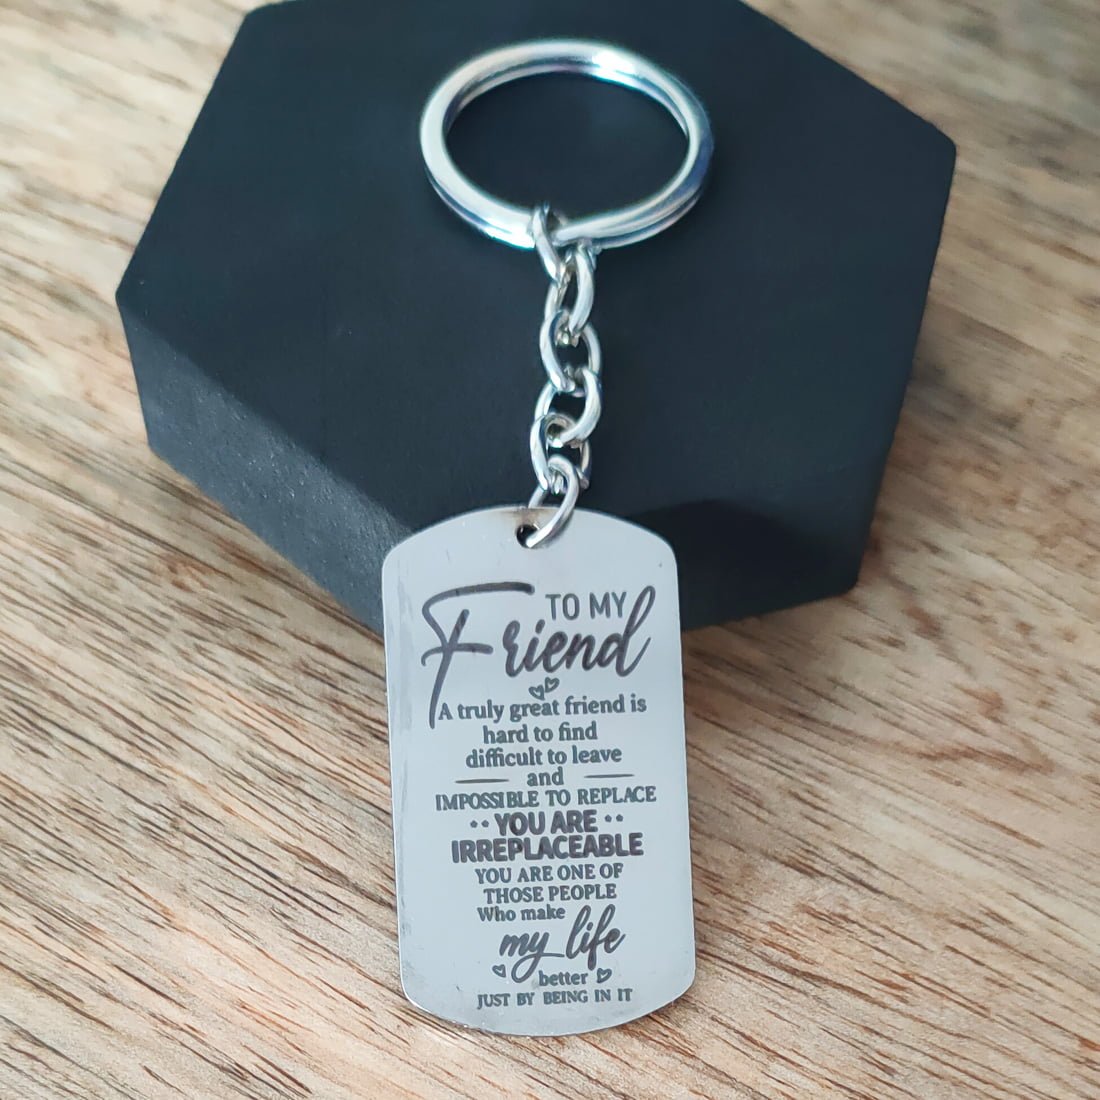 TO MY
Friend
A truly great friend is
hard to find
difficult to leave
and
IMPOSSIBLE TO REPLACE
YOU ARE
IRREPLACEABLE
YOU ARE ONE OF
THOSE PEOPLE
Who make
my life
better
JUST BY BEING IN IT